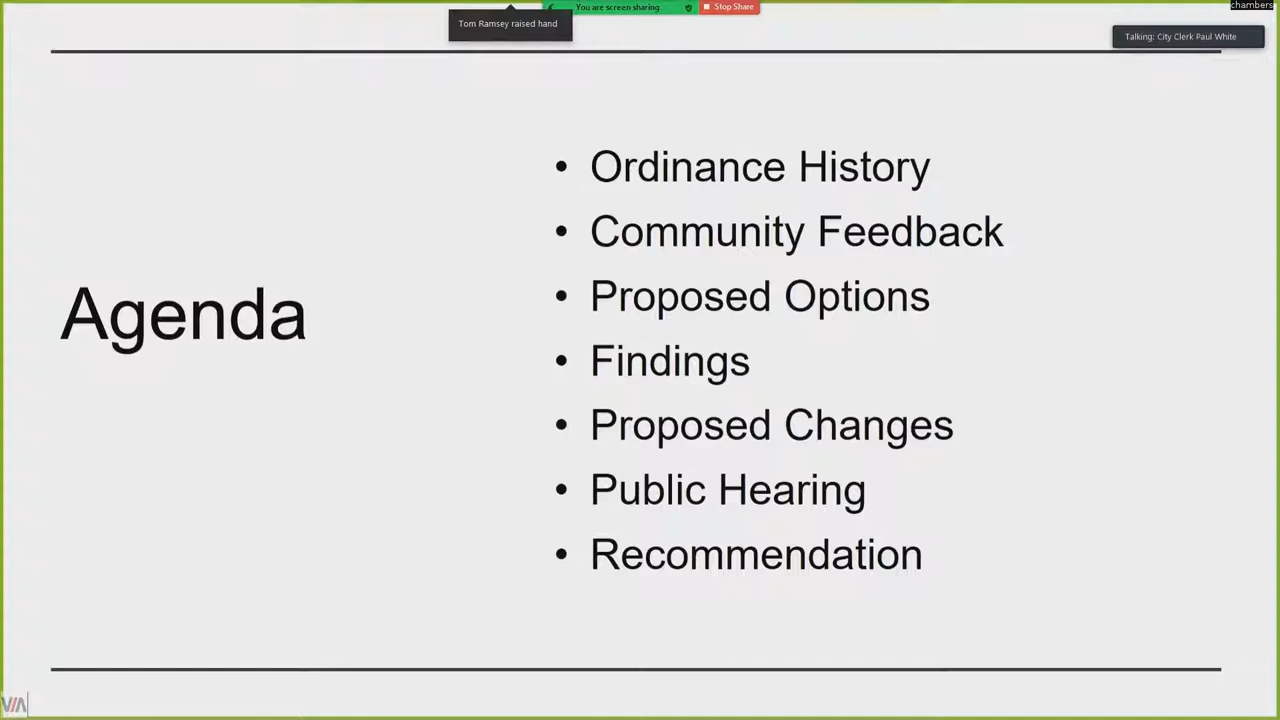 chambers
You are screen sharing
Stop Share
Tom Ramsey raised hand
Talking: City Clerk Paul White
Agenda
• Ordinance History
• Community Feedback
• Proposed Options
• Findings
• Proposed Changes
• Public Hearing
• Recommendation
VIA